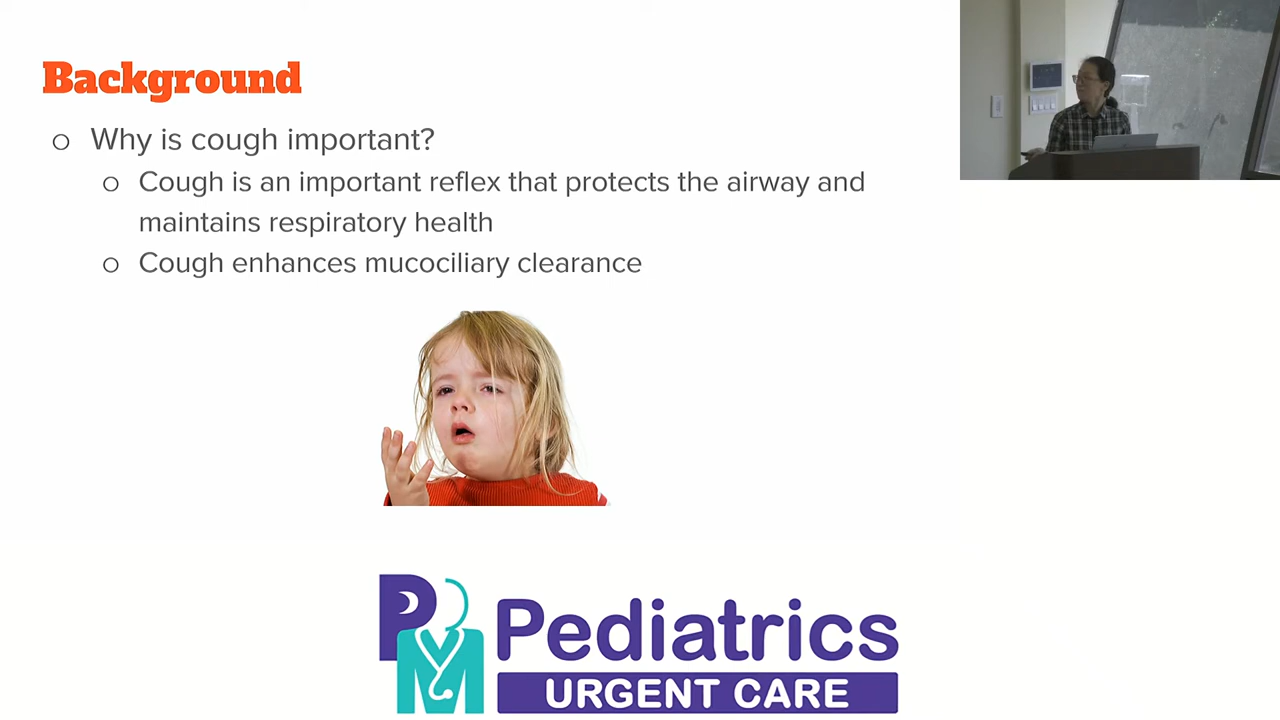 Background
Why is cough important?
Cough is an important reflex that protects the airway and
maintains respiratory health
Cough enhances mucociliary clearance
PM Pediatrics
URGENT CARE